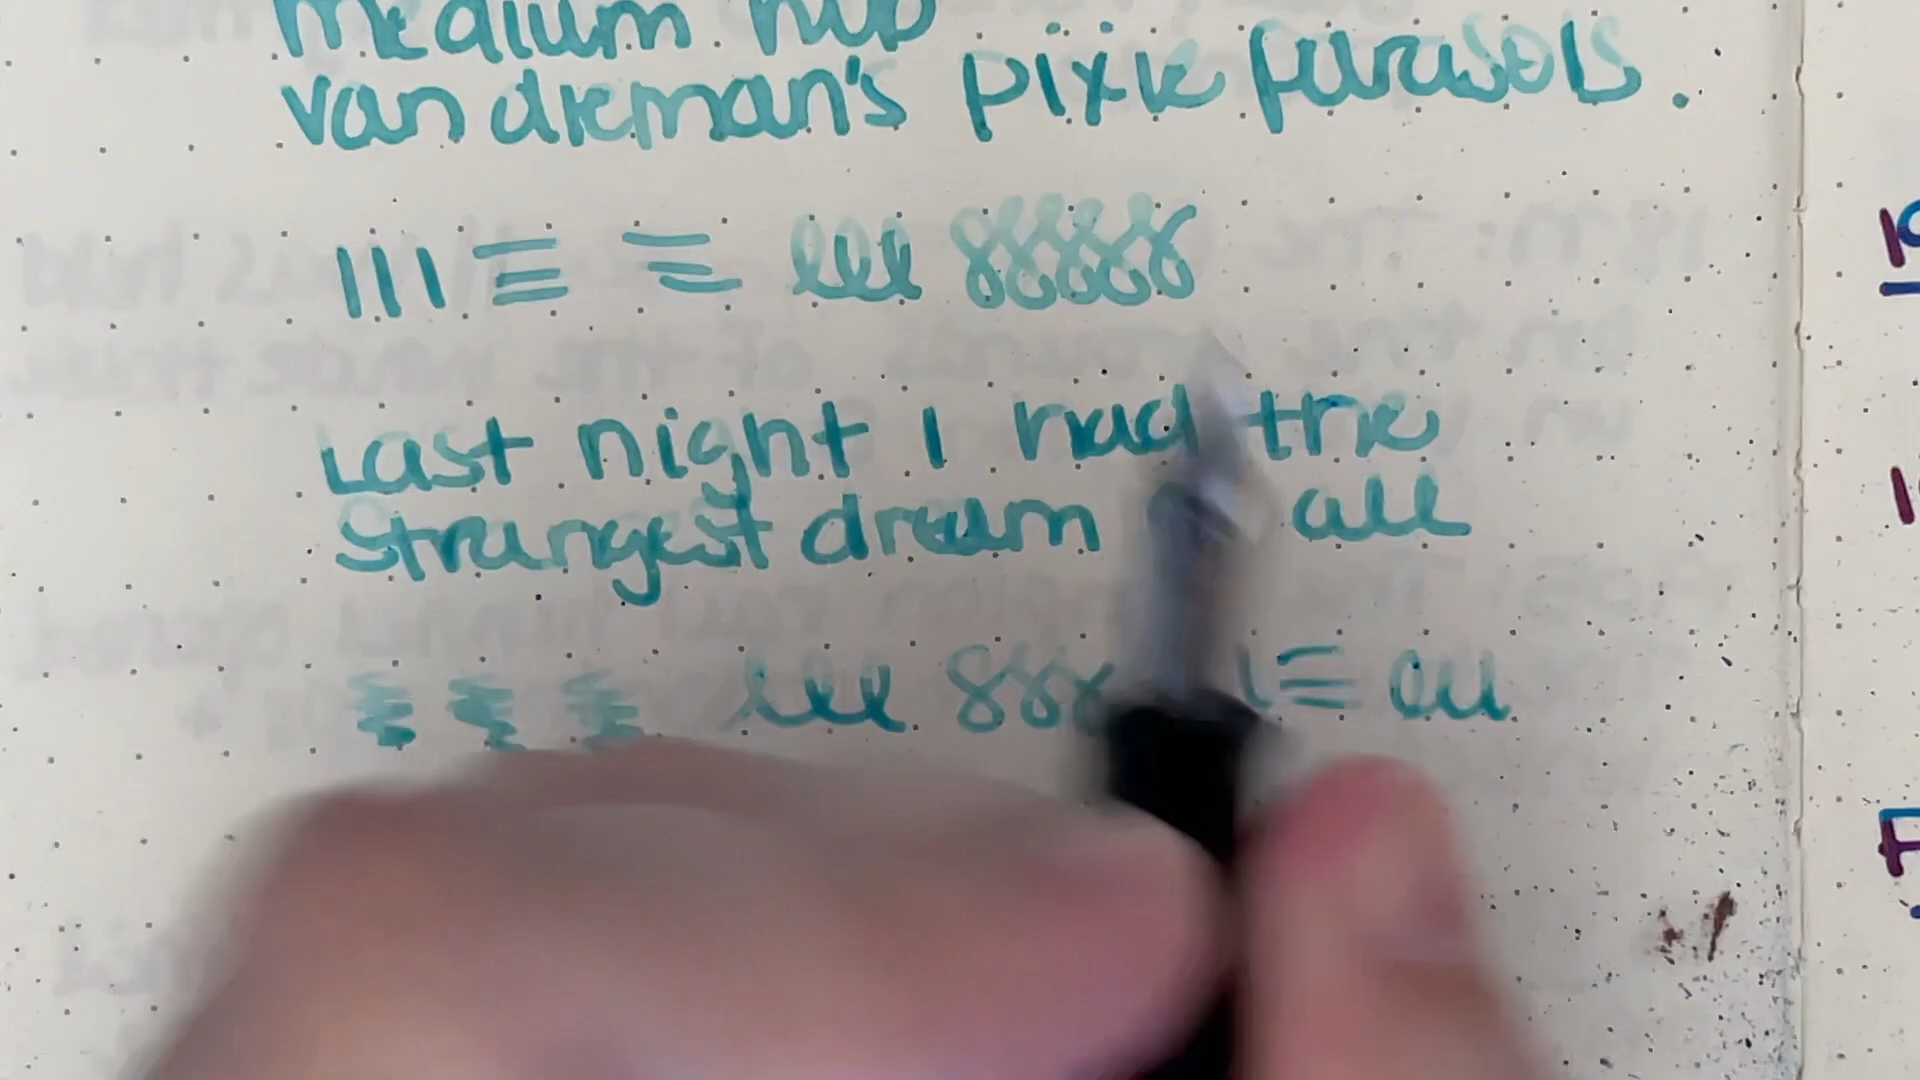 medium nib
van dieman's pixie parasols.
Last night I had the
strangest dream all